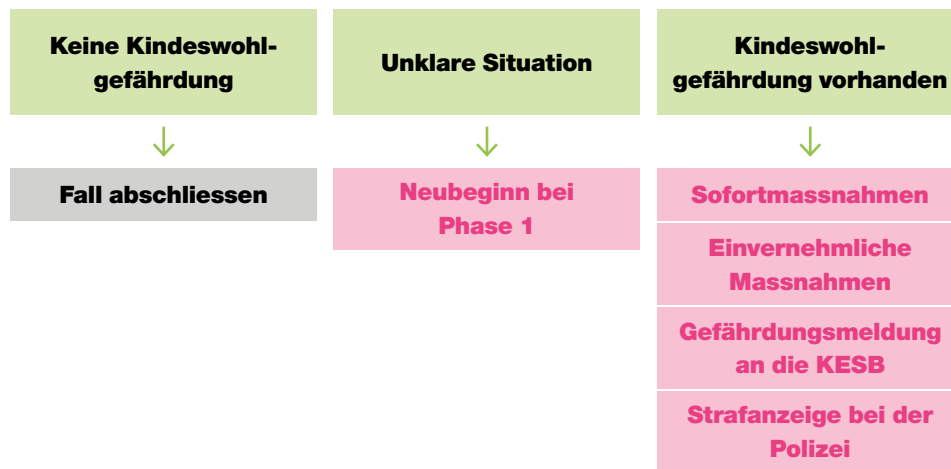 Keine Kindeswohl-
gefährdung
Unklare Situation
Kindeswohl-
gefährdung vorhanden
Fall abschliessen
Neubeginn bei
Phase 1
Sofortmassnahmen
Einvernehmliche
Massnahmen
Gefährdungsmeldung
an die KESB
Strafanzeige bei der
Polizei